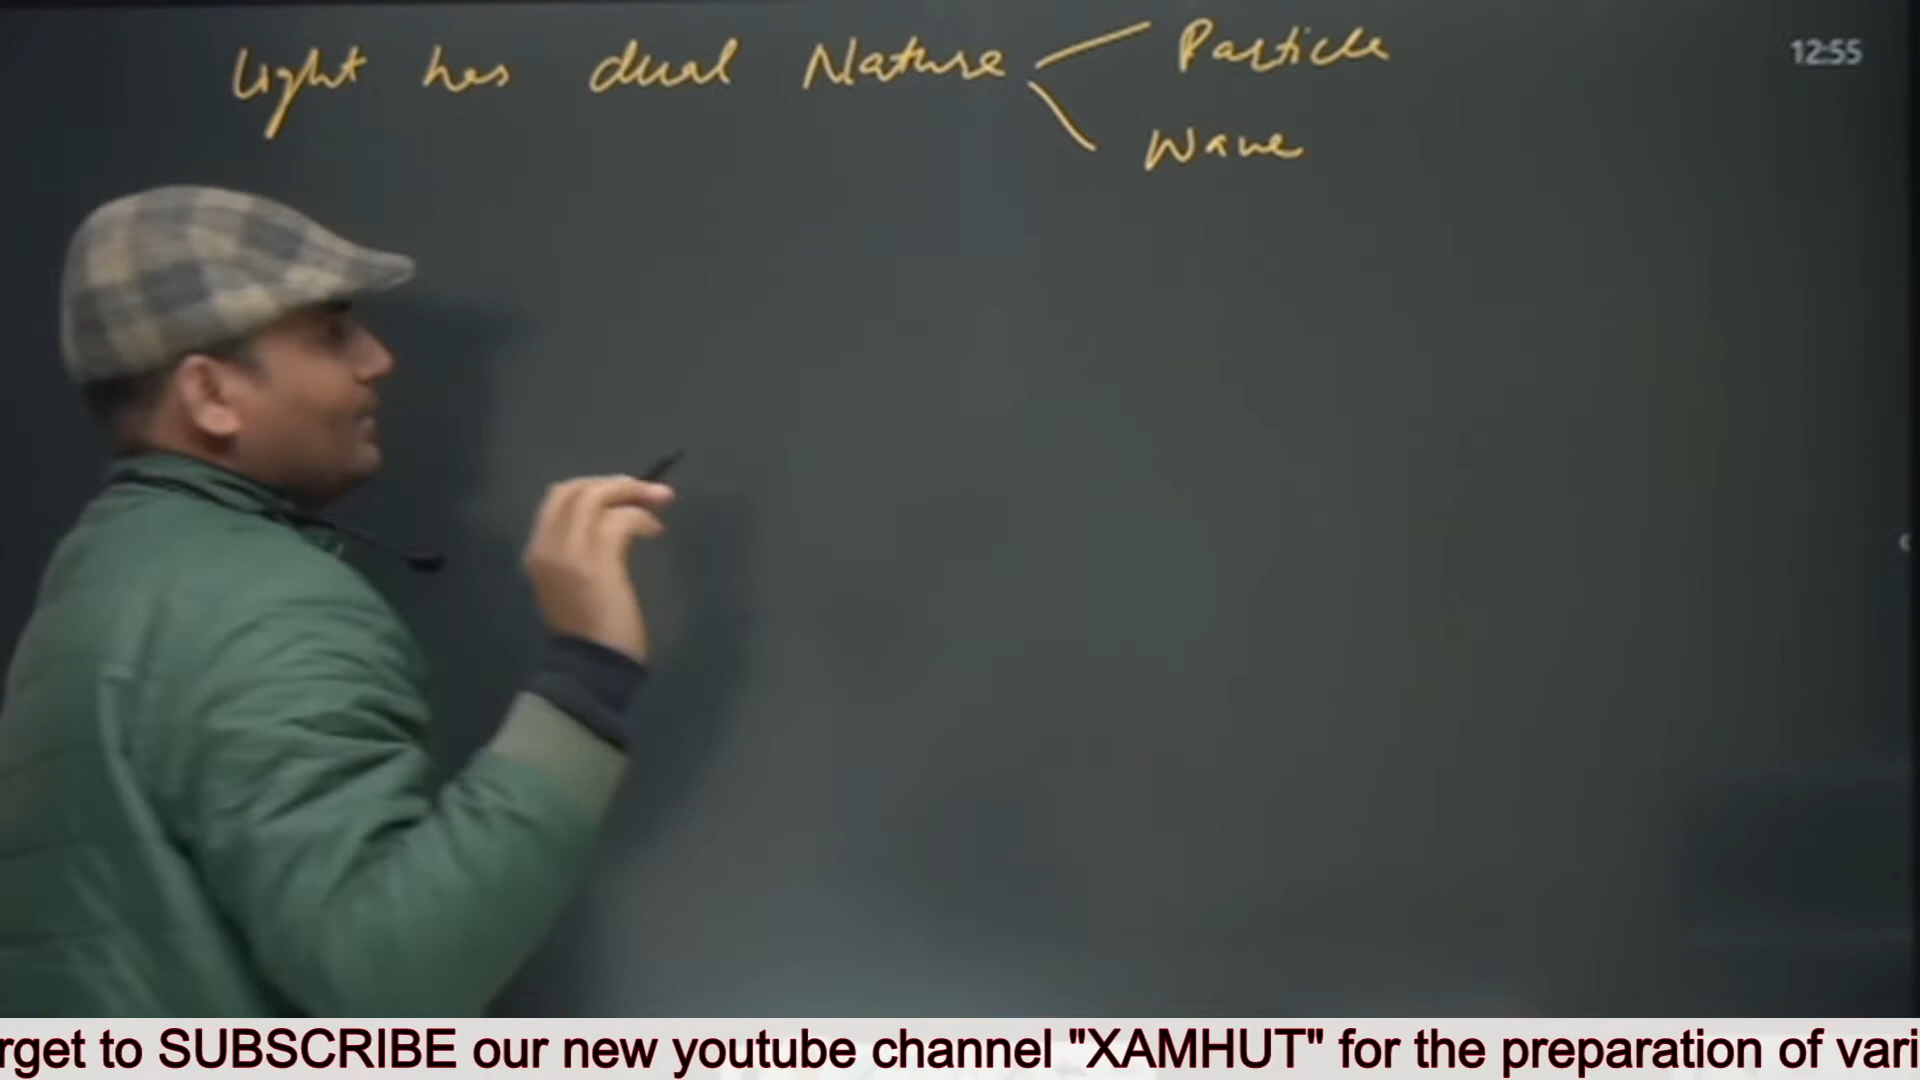 Light has dual Nature Particle
Wave
12:55
rget to SUBSCRIBE our new youtube channel "XAMHUT" for the preparation of vari